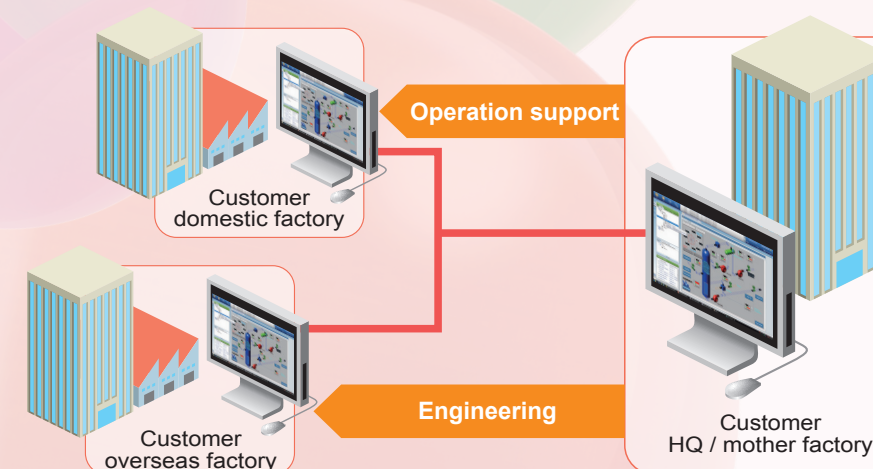 Operation support
Customer
domestic factory
Engineering
Customer
overseas factory
Customer
HQ / mother factory